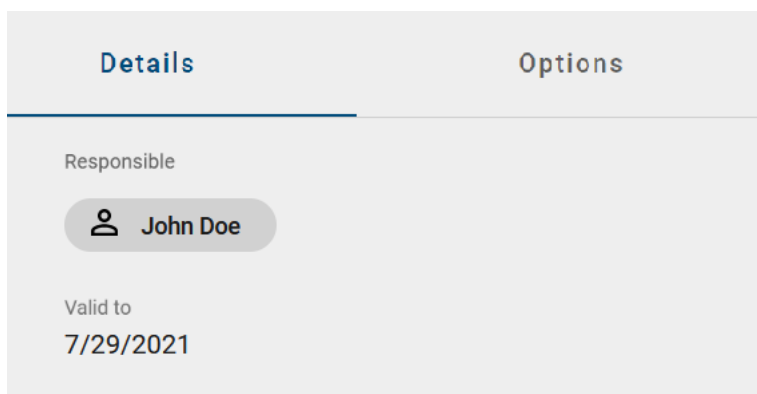 Details Options
Responsible
John Doe
Valid to
7/29/2021